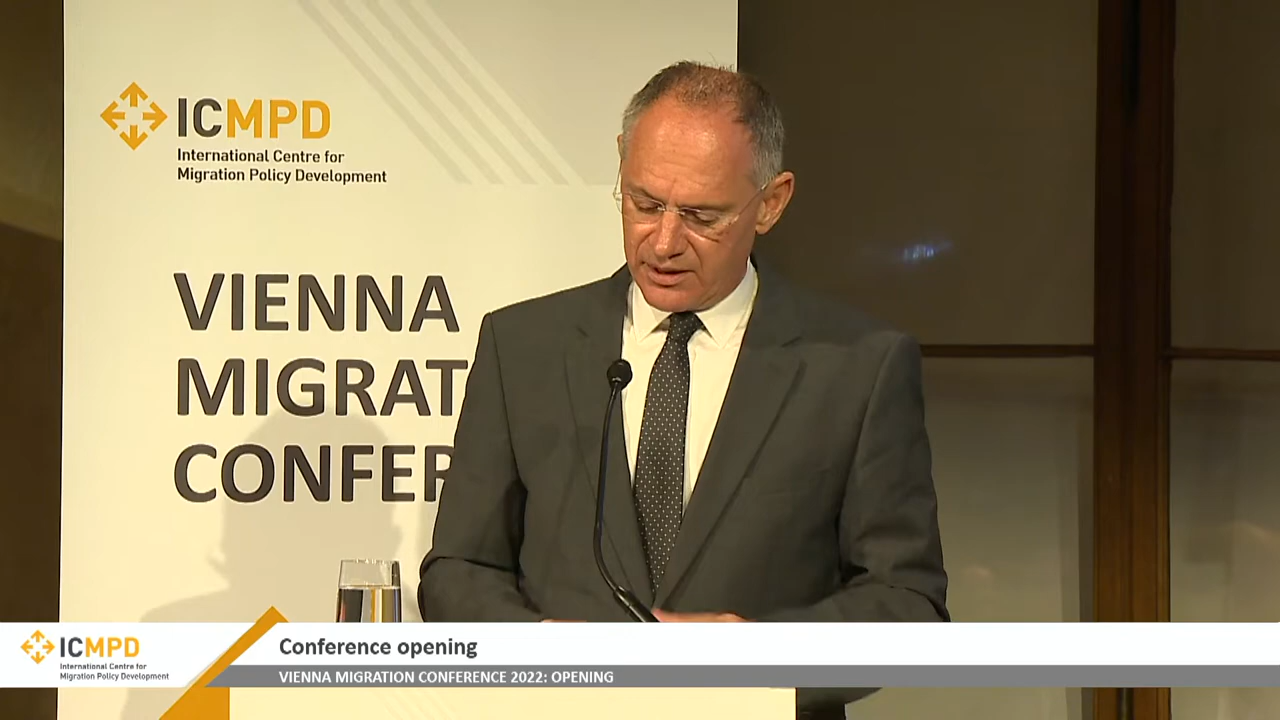 ICMPD
International Centre for
Migration Policy Development
VIENNA
MIGRAT
CONFER
ICMPD
International Centre for
Migration Policy Development
Conference opening
VIENNA MIGRATION CONFERENCE 2022: OPENING